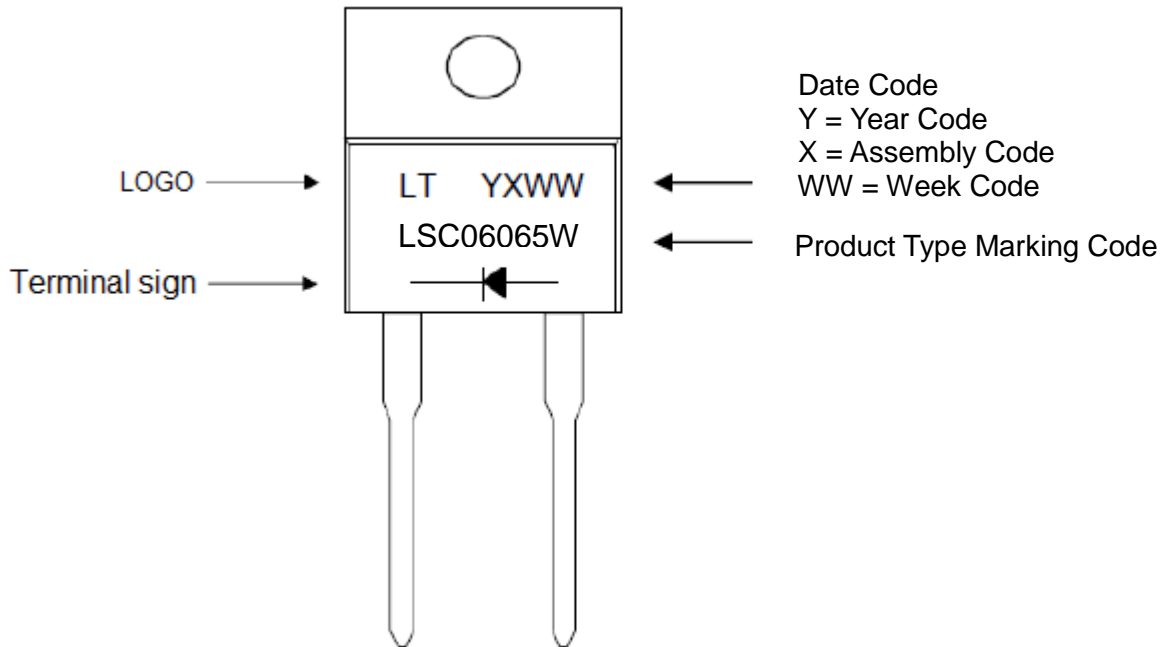 Date Code
Y = Year Code
X = Assembly Code
WW = Week Code
LOGO
LT YXWW
LSC06065W
Product Type Marking Code
Terminal sign